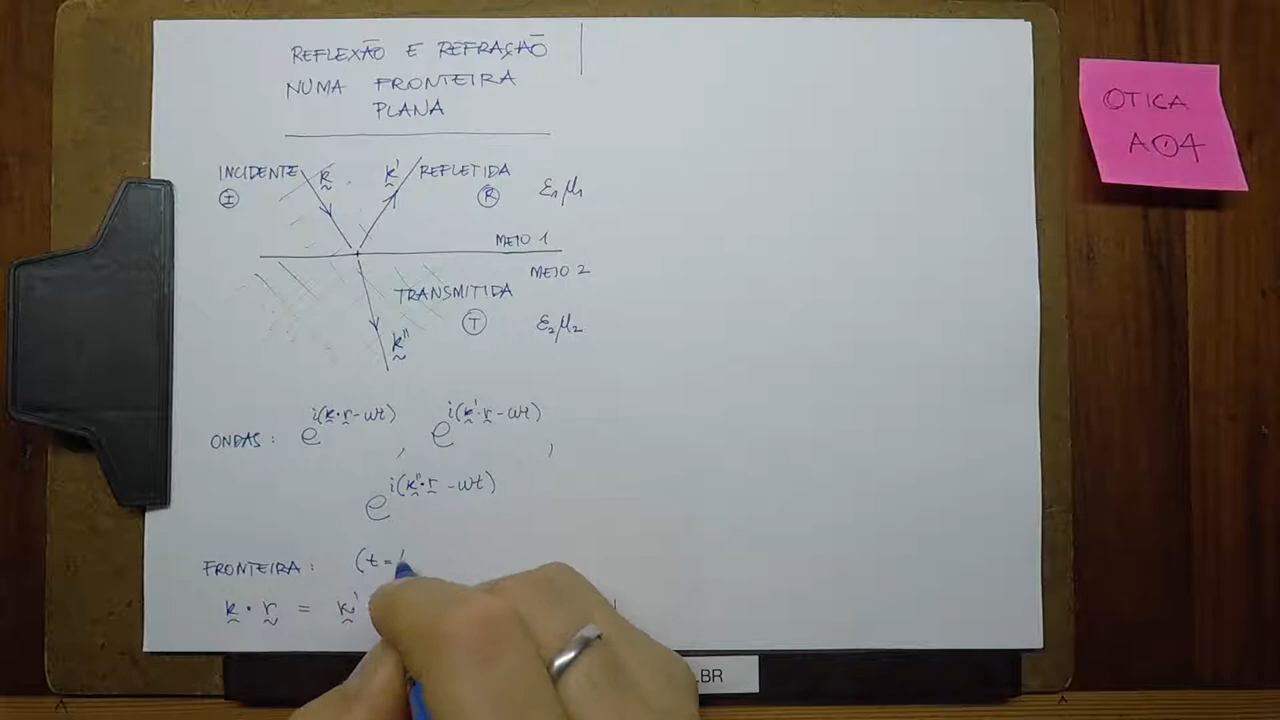 REFLEXÃO E REFRAÇÃO
NUMA FRONTEIRA
PLANA
INCIDENTE k k' REFLETIDA
I R ε₁μ₁
MEIO 1
MEIO 2
TRANSMITIDA
T ε₂μ₂
k"
ONDAS: e^i(k·r-ωt), e^i(k'·r-ωt),
e^i(k"·r-ωt)
FRONTEIRA: (t=
k·r = k'
.BR
OTICA
A04